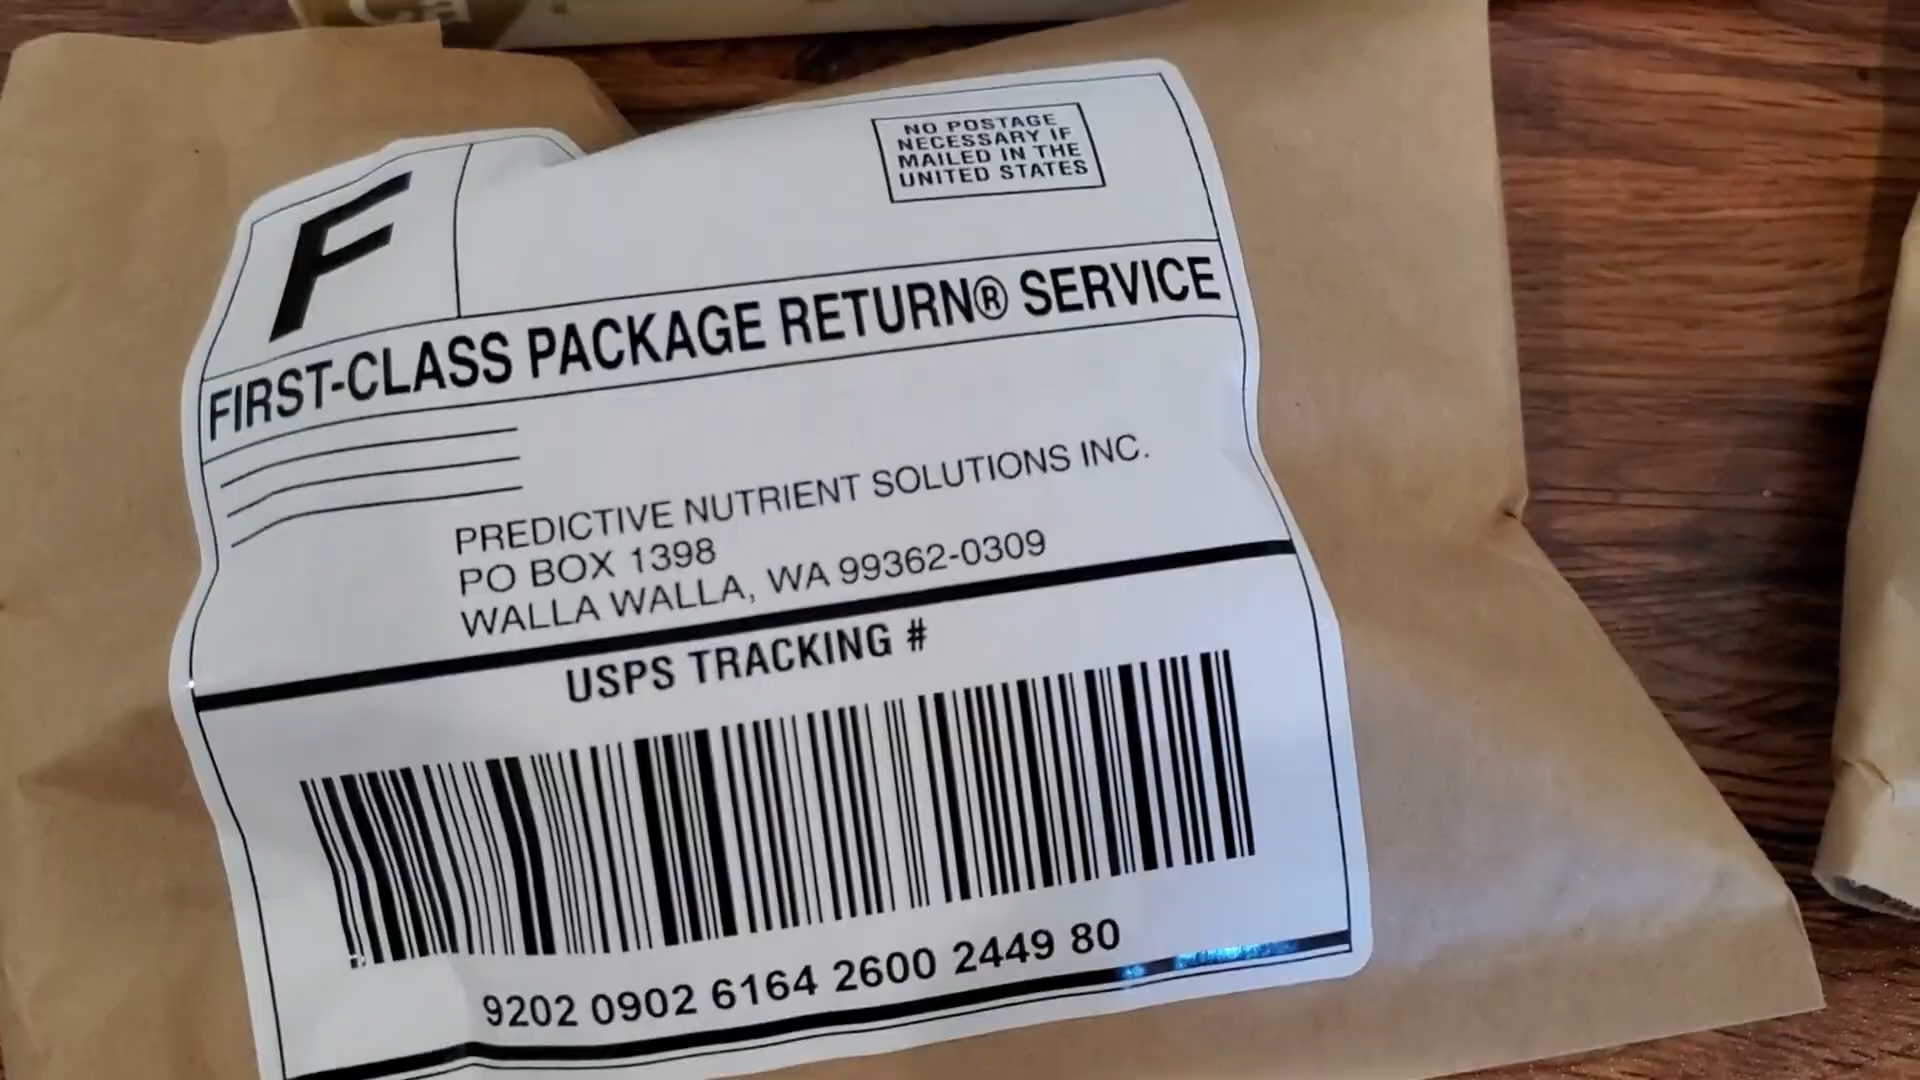 NO POSTAGE
NECESSARY IF
MAILED IN THE
UNITED STATES
F
FIRST-CLASS PACKAGE RETURN® SERVICE
PREDICTIVE NUTRIENT SOLUTIONS INC.
PO BOX 1398
WALLA WALLA, WA 99362-0309
USPS TRACKING #
9202 0902 6164 2600 2449 80